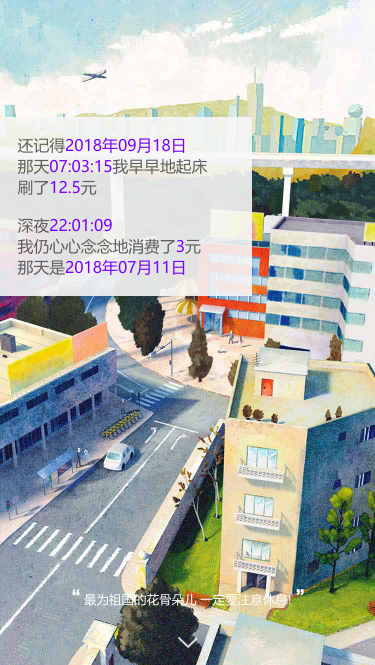 还记得2018年09月18日
那天07:03:15我早早地起床
刷了12.5元
深夜22:01:09
我仍心心念念地消费了3元
那天是2018年07月11日
“最为祖国的花骨朵儿 一定要注意休息!”